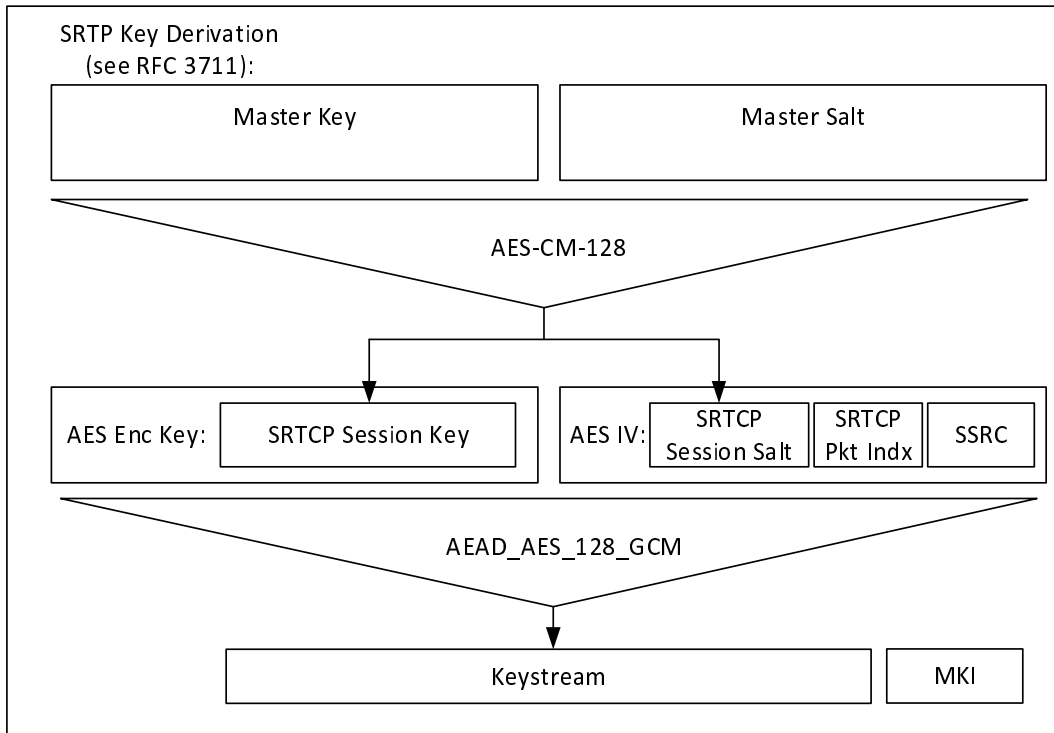 SRTP Key Derivation
(see RFC 3711):
Master Key
Master Salt
AES-CM-128
AES Enc Key:
SRTCP Session Key
AES IV:
SRTCP
Session Salt
SRTCP
Pkt Indx
SSRC
AEAD_AES_128_GCM
Keystream
MKI